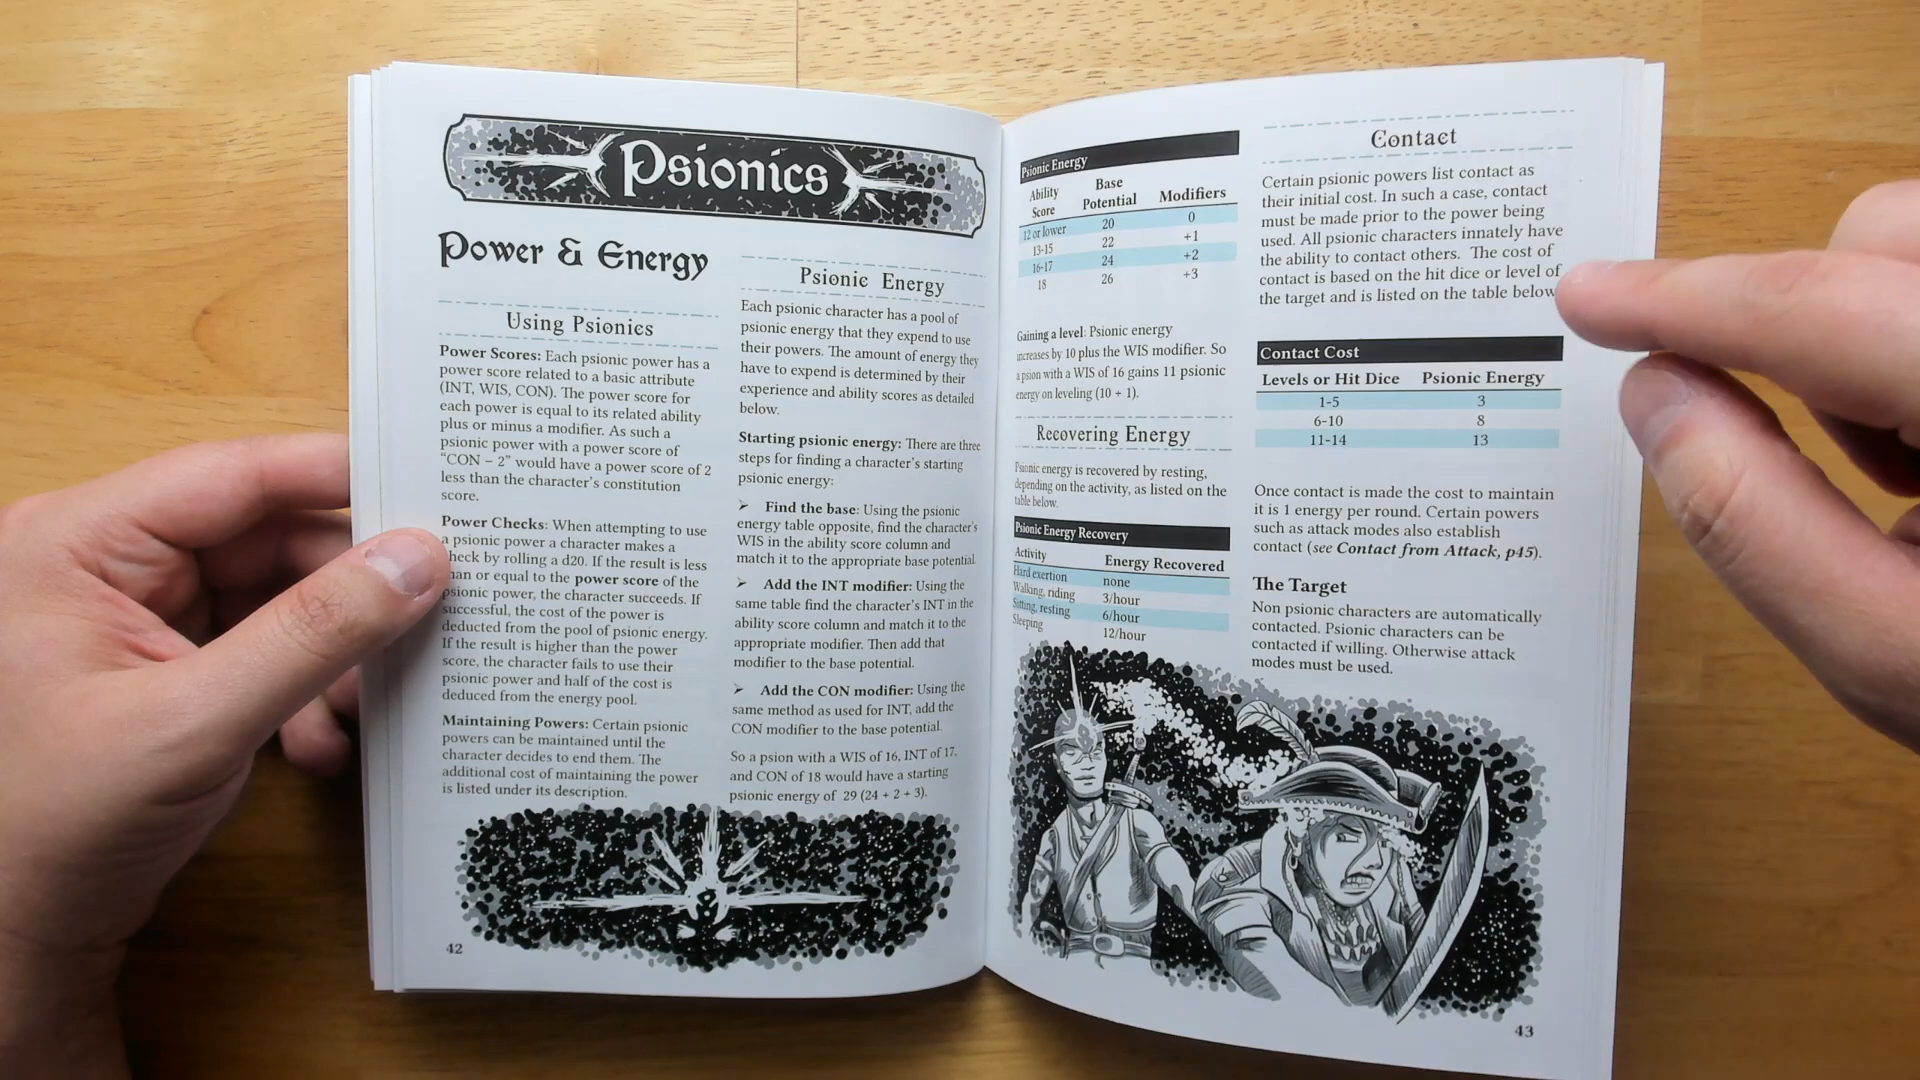 Psionics
Power & Energy
Using Psionics
Power Scores: Each psionic power has a
power score related to a basic attribute
(INT, WIS, CON). The power score for
each power is equal to its related ability
plus or minus a modifier. As such a
psionic power with a power score of
“CON – 2” would have a power score of 2
less than the character's constitution
score.
Power Checks: When attempting to use
a psionic power a character makes a
check by rolling a d20. If the result is less
than or equal to the power score of the
psionic power, the character succeeds. If
successful, the cost of the power is
deducted from the pool of psionic energy.
If the result is higher than the power
score, the character fails to use their
psionic power and half of the cost is
deduced from the energy pool.
Maintaining Powers: Certain psionic
powers can be maintained until the
character decides to end them. The
additional cost of maintaining the power
is listed under its description.
Psionic Energy
Each psionic character has a pool of
psionic energy that they expend to use
their powers. The amount of energy they
have to expend is determined by their
experience and ability scores as detailed
below.
Starting psionic energy: There are three
steps for finding a character's starting
psionic energy:
➢ Find the base: Using the psionic
energy table opposite, find the character's
WIS in the ability score column and
match it to the appropriate base potential.
➢ Add the INT modifier: Using the
same table find the character's INT in the
ability score column and match it to the
appropriate modifier. Then add that
modifier to the base potential.
➢ Add the CON modifier: Using the
same method as used for INT, add the
CON modifier to the base potential.
So a psion with a WIS of 16, INT of 17,
and CON of 18 would have a starting
psionic energy of 29 (24 + 2 + 3).
42
Psionic Energy
Ability Score Base Potential Modifiers
12 or lower 20 0
13-15 22 +1
16-17 24 +2
18 26 +3
Gaining a level: Psionic energy
increases by 10 plus the WIS modifier. So
a psion with a WIS of 16 gains 11 psionic
energy on leveling (10 + 1).
Recovering Energy
Psionic energy is recovered by resting,
depending on the activity, as listed on the
table below.
Psionic Energy Recovery
Activity Energy Recovered
Hard exertion none
Walking, riding 3/hour
Sitting, resting 6/hour
Sleeping 12/hour
Contact
Certain psionic powers list contact as
their initial cost. In such a case, contact
must be made prior to the power being
used. All psionic characters innately have
the ability to contact others. The cost of
contact is based on the hit dice or level of
the target and is listed on the table below
Contact Cost
Levels or Hit Dice Psionic Energy
1-5 3
6-10 8
11-14 13
Once contact is made the cost to maintain
it is 1 energy per round. Certain powers
such as attack modes also establish
contact (see Contact from Attack, p45).
The Target
Non psionic characters are automatically
contacted. Psionic characters can be
contacted if willing. Otherwise attack
modes must be used.
43